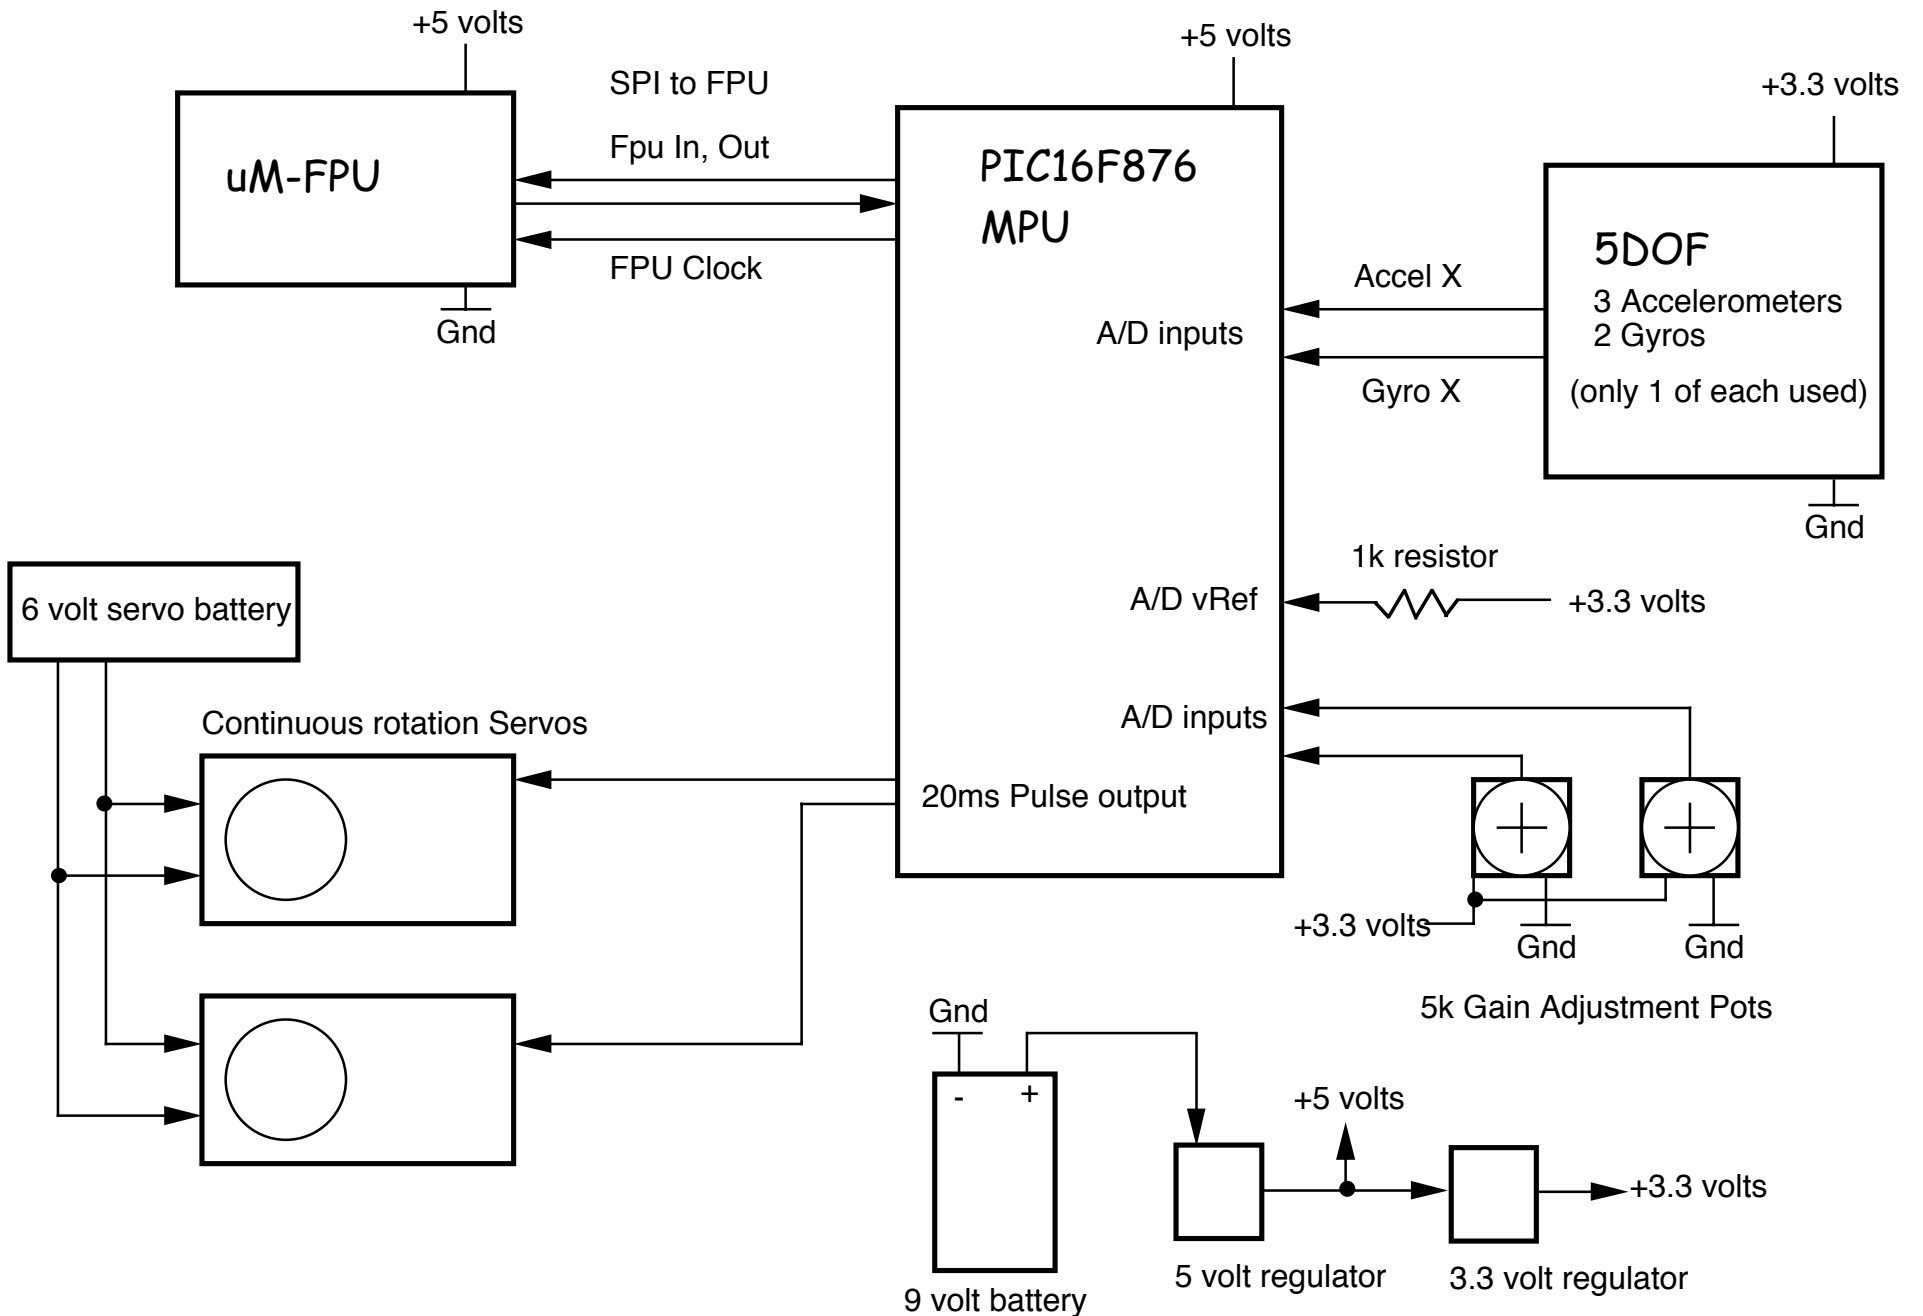 +5 volts
+5 volts
+3.3 volts
SPI to FPU
Fpu In, Out
uM-FPU
FPU Clock
Gnd
PIC16F876
MPU
A/D inputs
Accel X
Gyro X
5DOF
3 Accelerometers
2 Gyros
(only 1 of each used)
Gnd
1k resistor
A/D vRef
+3.3 volts
6 volt servo battery
Continuous rotation Servos
A/D inputs
20ms Pulse output
+3.3 volts
Gnd
Gnd
5k Gain Adjustment Pots
Gnd
- +
9 volt battery
+5 volts
+3.3 volts
5 volt regulator
3.3 volt regulator